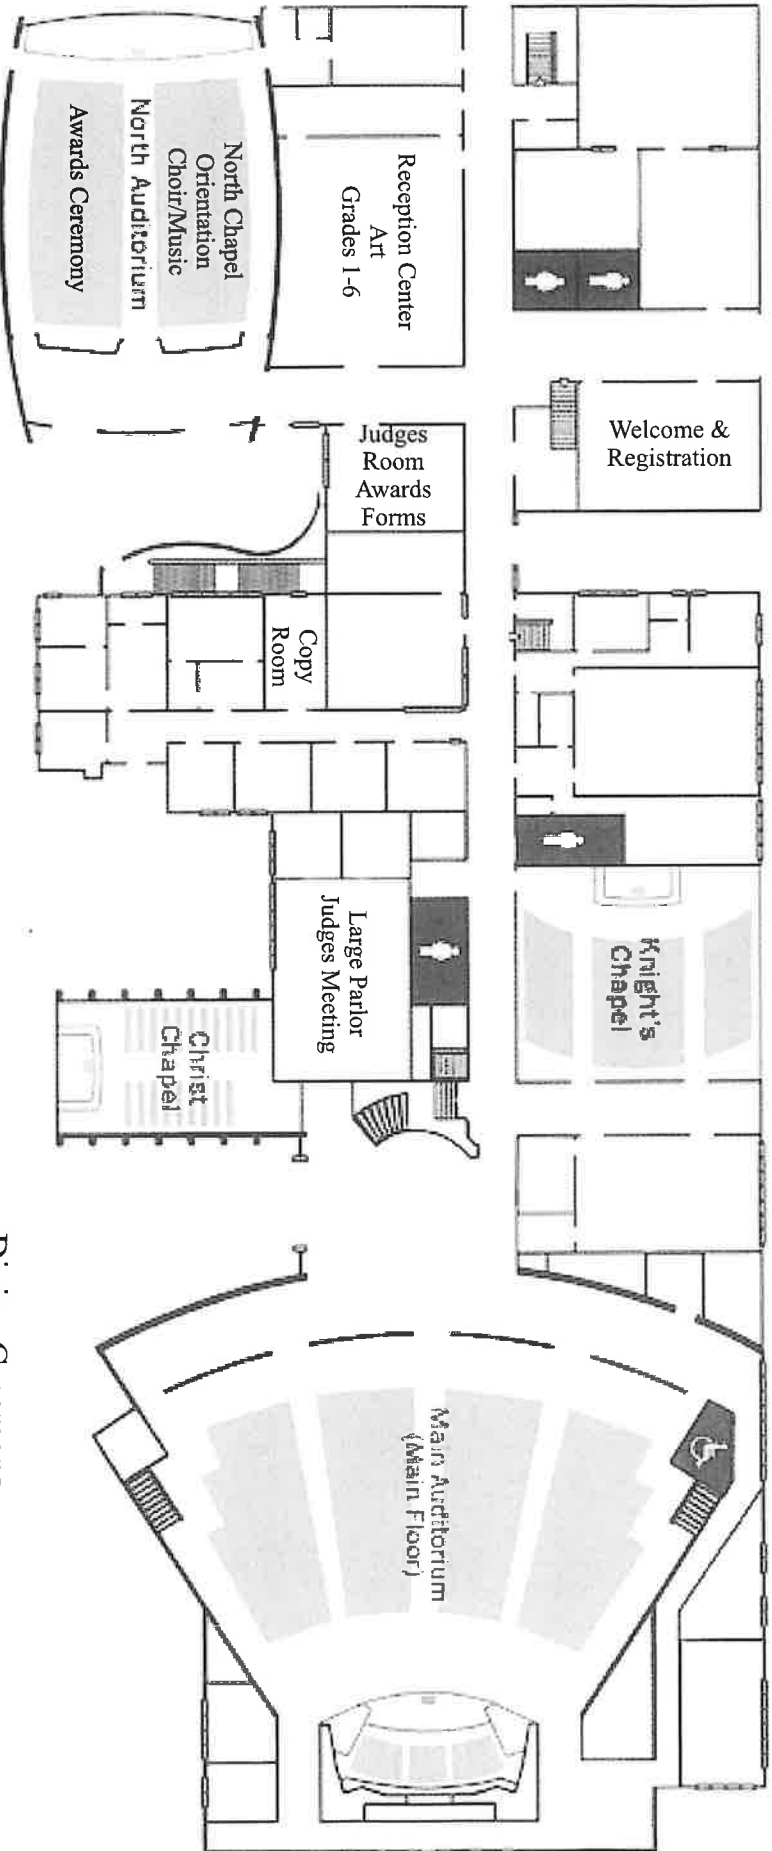 North Chapel
Orientation
Choir/Music
North Auditorium
Awards Ceremony
Reception Center
Art
Grades 1-6
Welcome &
Registration
Judges
Room
Awards
Forms
Copy
Room
Large Parlor
Judges Meeting
Knight's
Chapel
Christ
Chapel
Main Auditorium
(Main Floor)